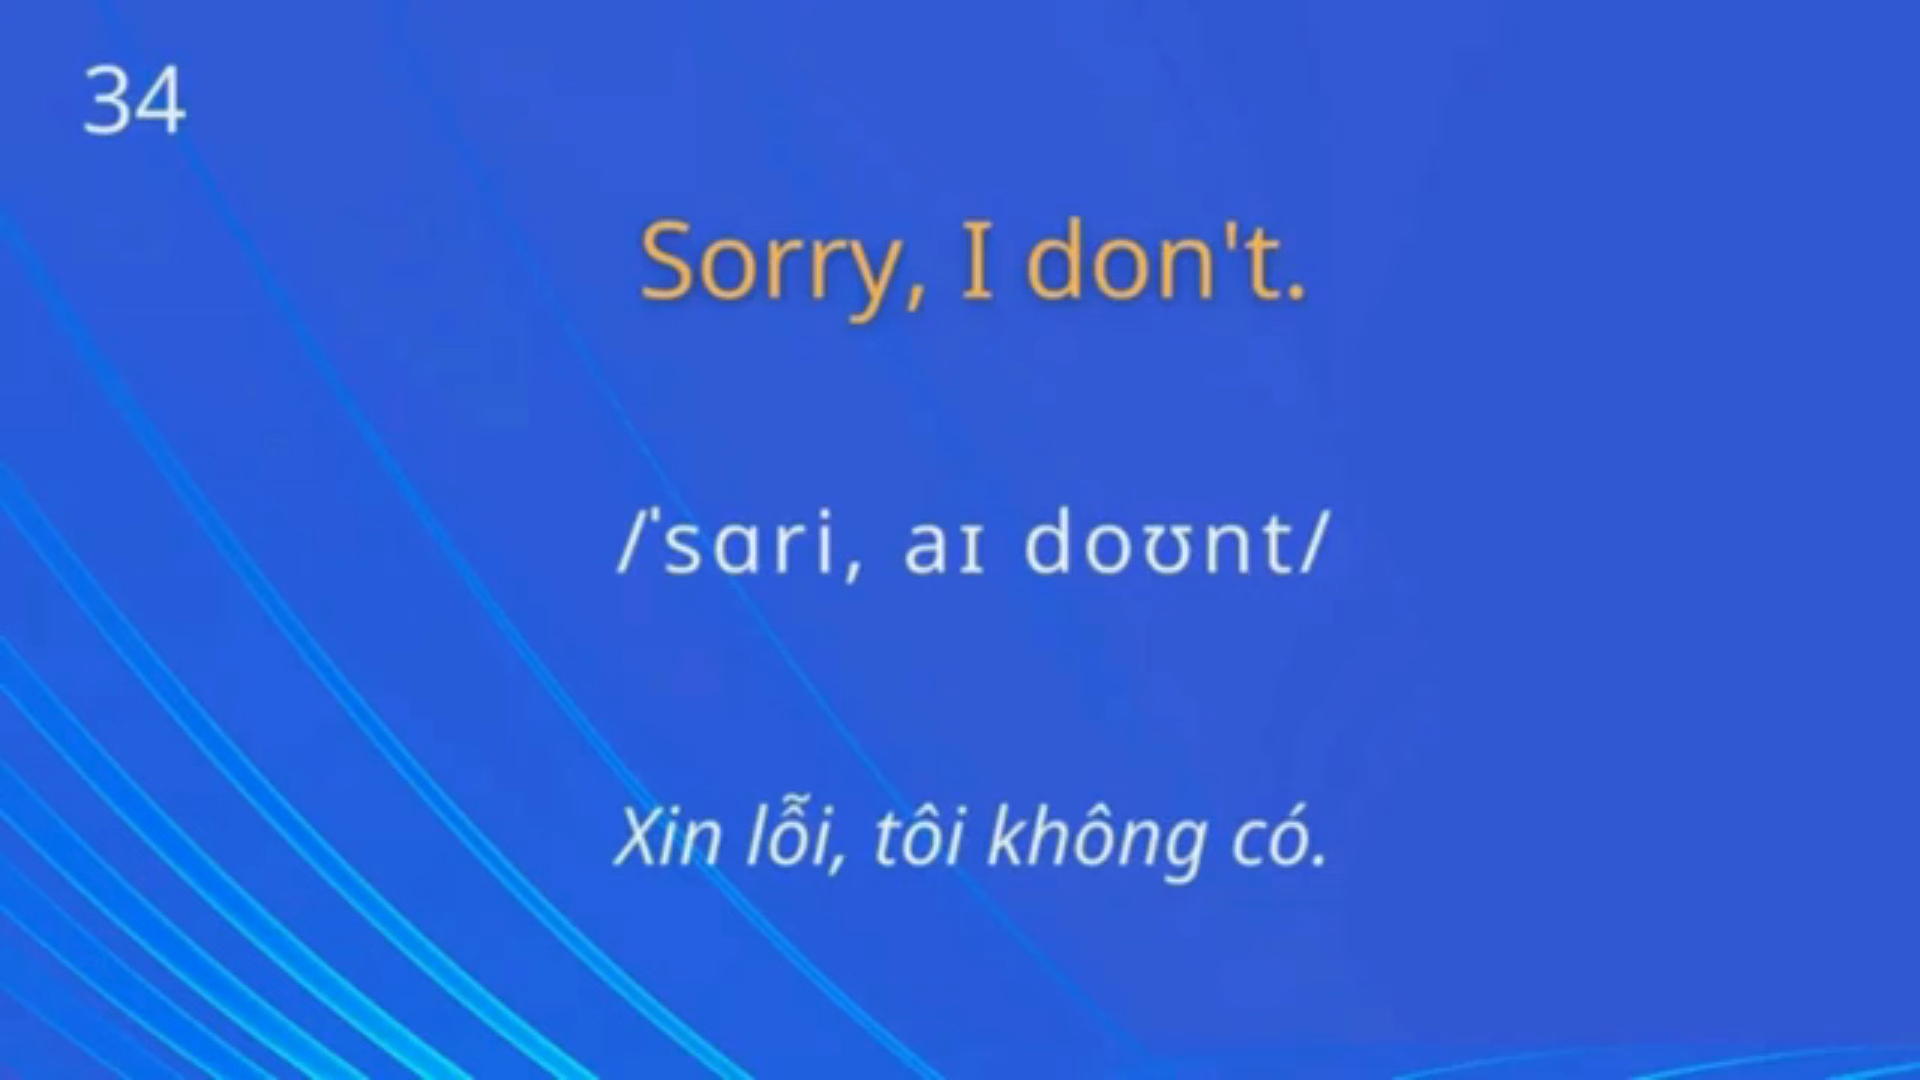 34
Sorry, I don't.
/ˈsɑri, aɪ doʊnt/
Xin lỗi, tôi không có.